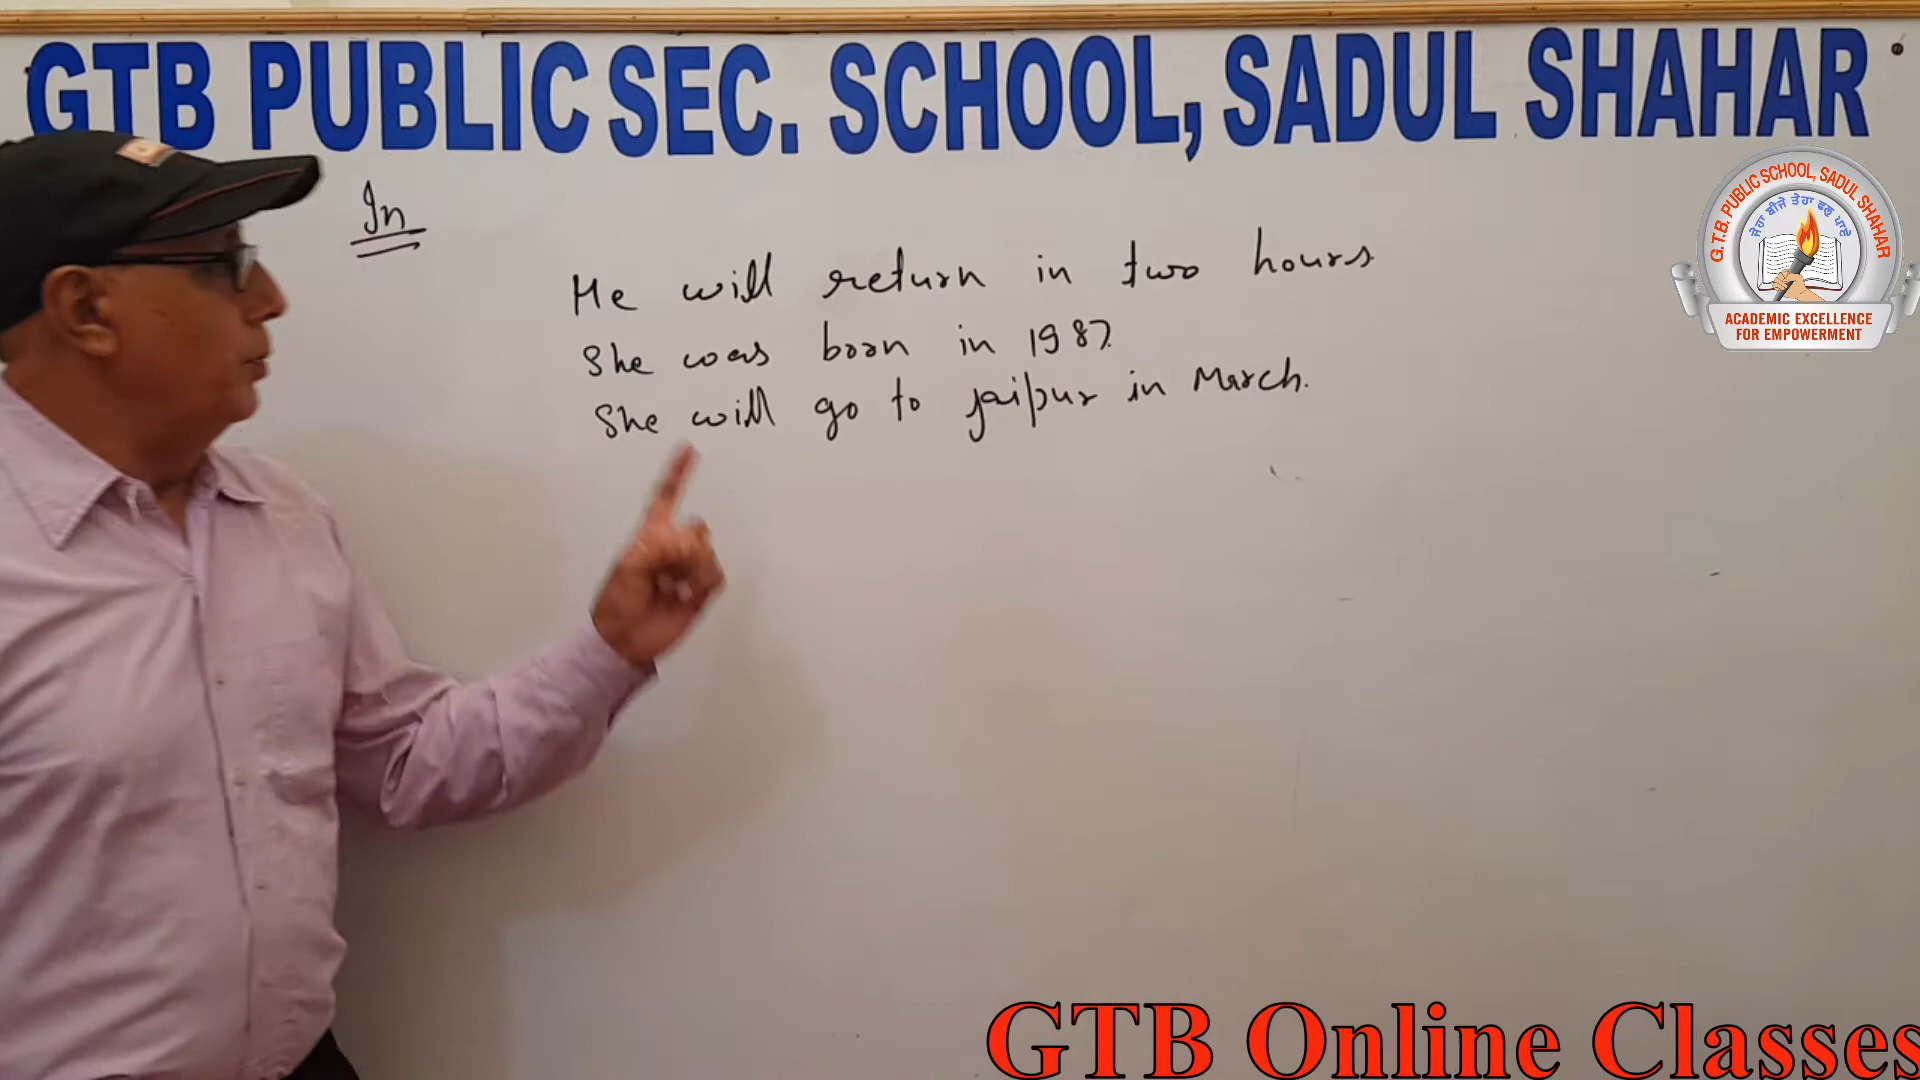 GTB PUBLIC SEC. SCHOOL, SADUL SHAHAR
In
He will return in two hours
She was born in 1987.
She will go to Jaipur in March.
G.T.B. PUBLIC SCHOOL, SADUL SHAHAR
ਜੇਹਾ ਬੀਜੇ ਤੇਹਾ ਫਲੁ ਪਾਏ
ACADEMIC EXCELLENCE
FOR EMPOWERMENT
GTB Online Classes